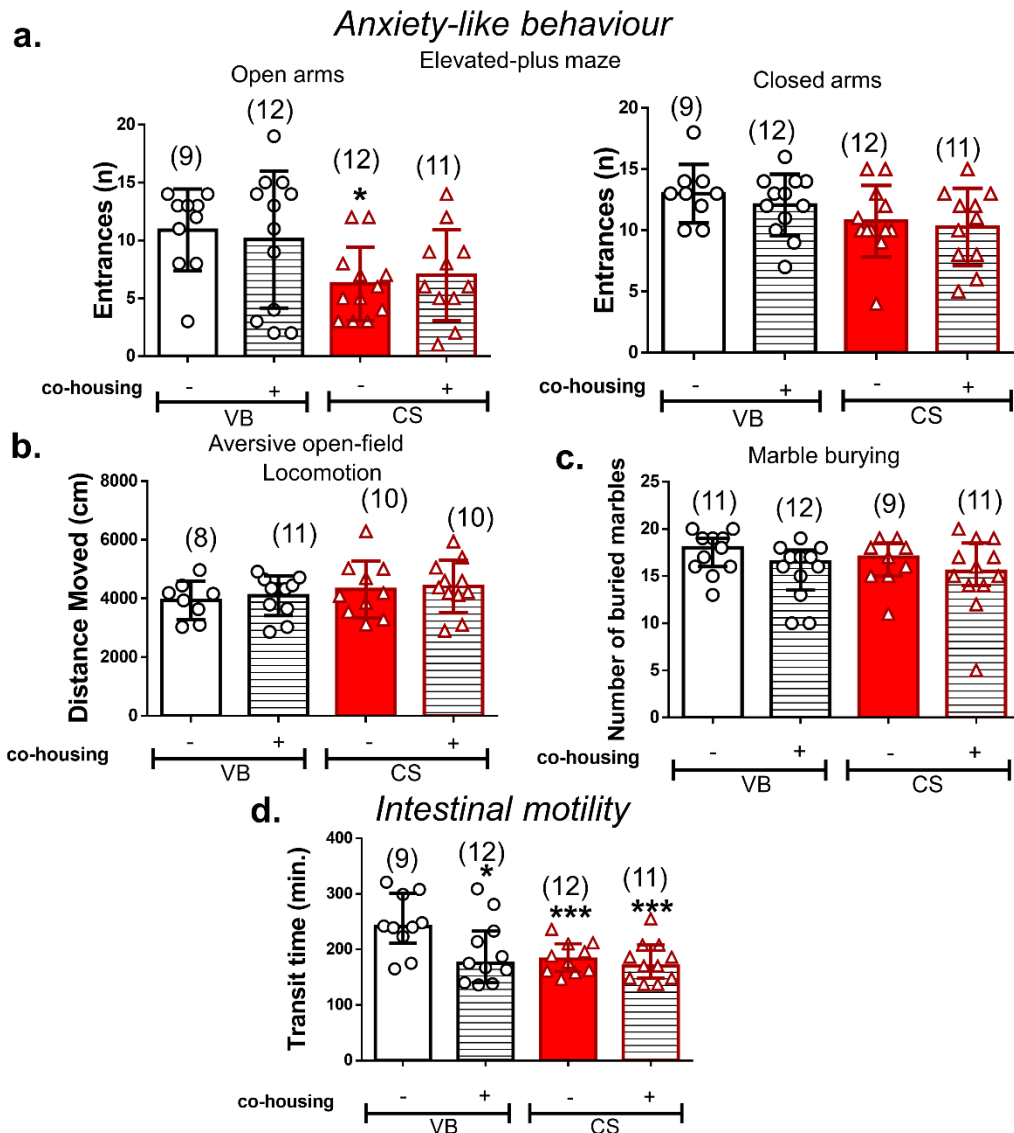 Anxiety-like behaviour
a.
Elevated-plus maze
Open arms
Closed arms
(9) (12) (12) (11)
*
Entrances (n)
20
15
10
5
0
co-housing - + - +
VB CS
(9) (12) (12) (11)
Entrances (n)
20
15
10
5
0
- + - +
VB CS
b.
Aversive open-field
Locomotion
(8) (11) (10) (10)
Distance Moved (cm)
8000
6000
4000
2000
0
co-housing - + - +
VB CS
c.
Marble burying
(11) (12) (9) (11)
Number of buried marbles
25
20
15
10
5
0
co-housing - + - +
VB CS
d.
Intestinal motility
(9) (12) (12) (11)
* *** ***
Transit time (min.)
400
300
200
100
0
co-housing - + - +
VB CS